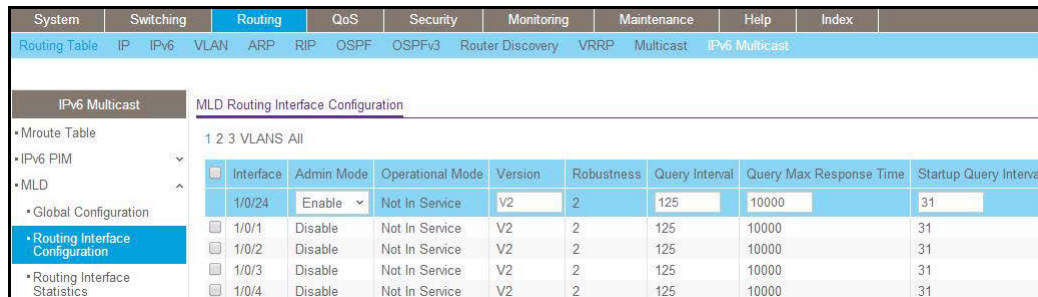 System Switching Routing QoS Security Monitoring Maintenance Help Index
Routing Table IP IPv6 VLAN ARP RIP OSPF OSPFv3 Router Discovery VRRP Multicast IPv6 Multicast
IPv6 Multicast
• Mroute Table
• IPv6 PIM
• MLD
• Global Configuration
• Routing Interface
Configuration
• Routing Interface
Statistics
MLD Routing Interface Configuration
1 2 3 VLANS All
Interface Admin Mode Operational Mode Version Robustness Query Interval Query Max Response Time Startup Query Interva
1/0/24 Enable Not In Service V2 2 125 10000 31
1/0/1 Disable Not In Service V2 2 125 10000 31
1/0/2 Disable Not In Service V2 2 125 10000 31
1/0/3 Disable Not In Service V2 2 125 10000 31
1/0/4 Disable Not In Service V2 2 125 10000 31